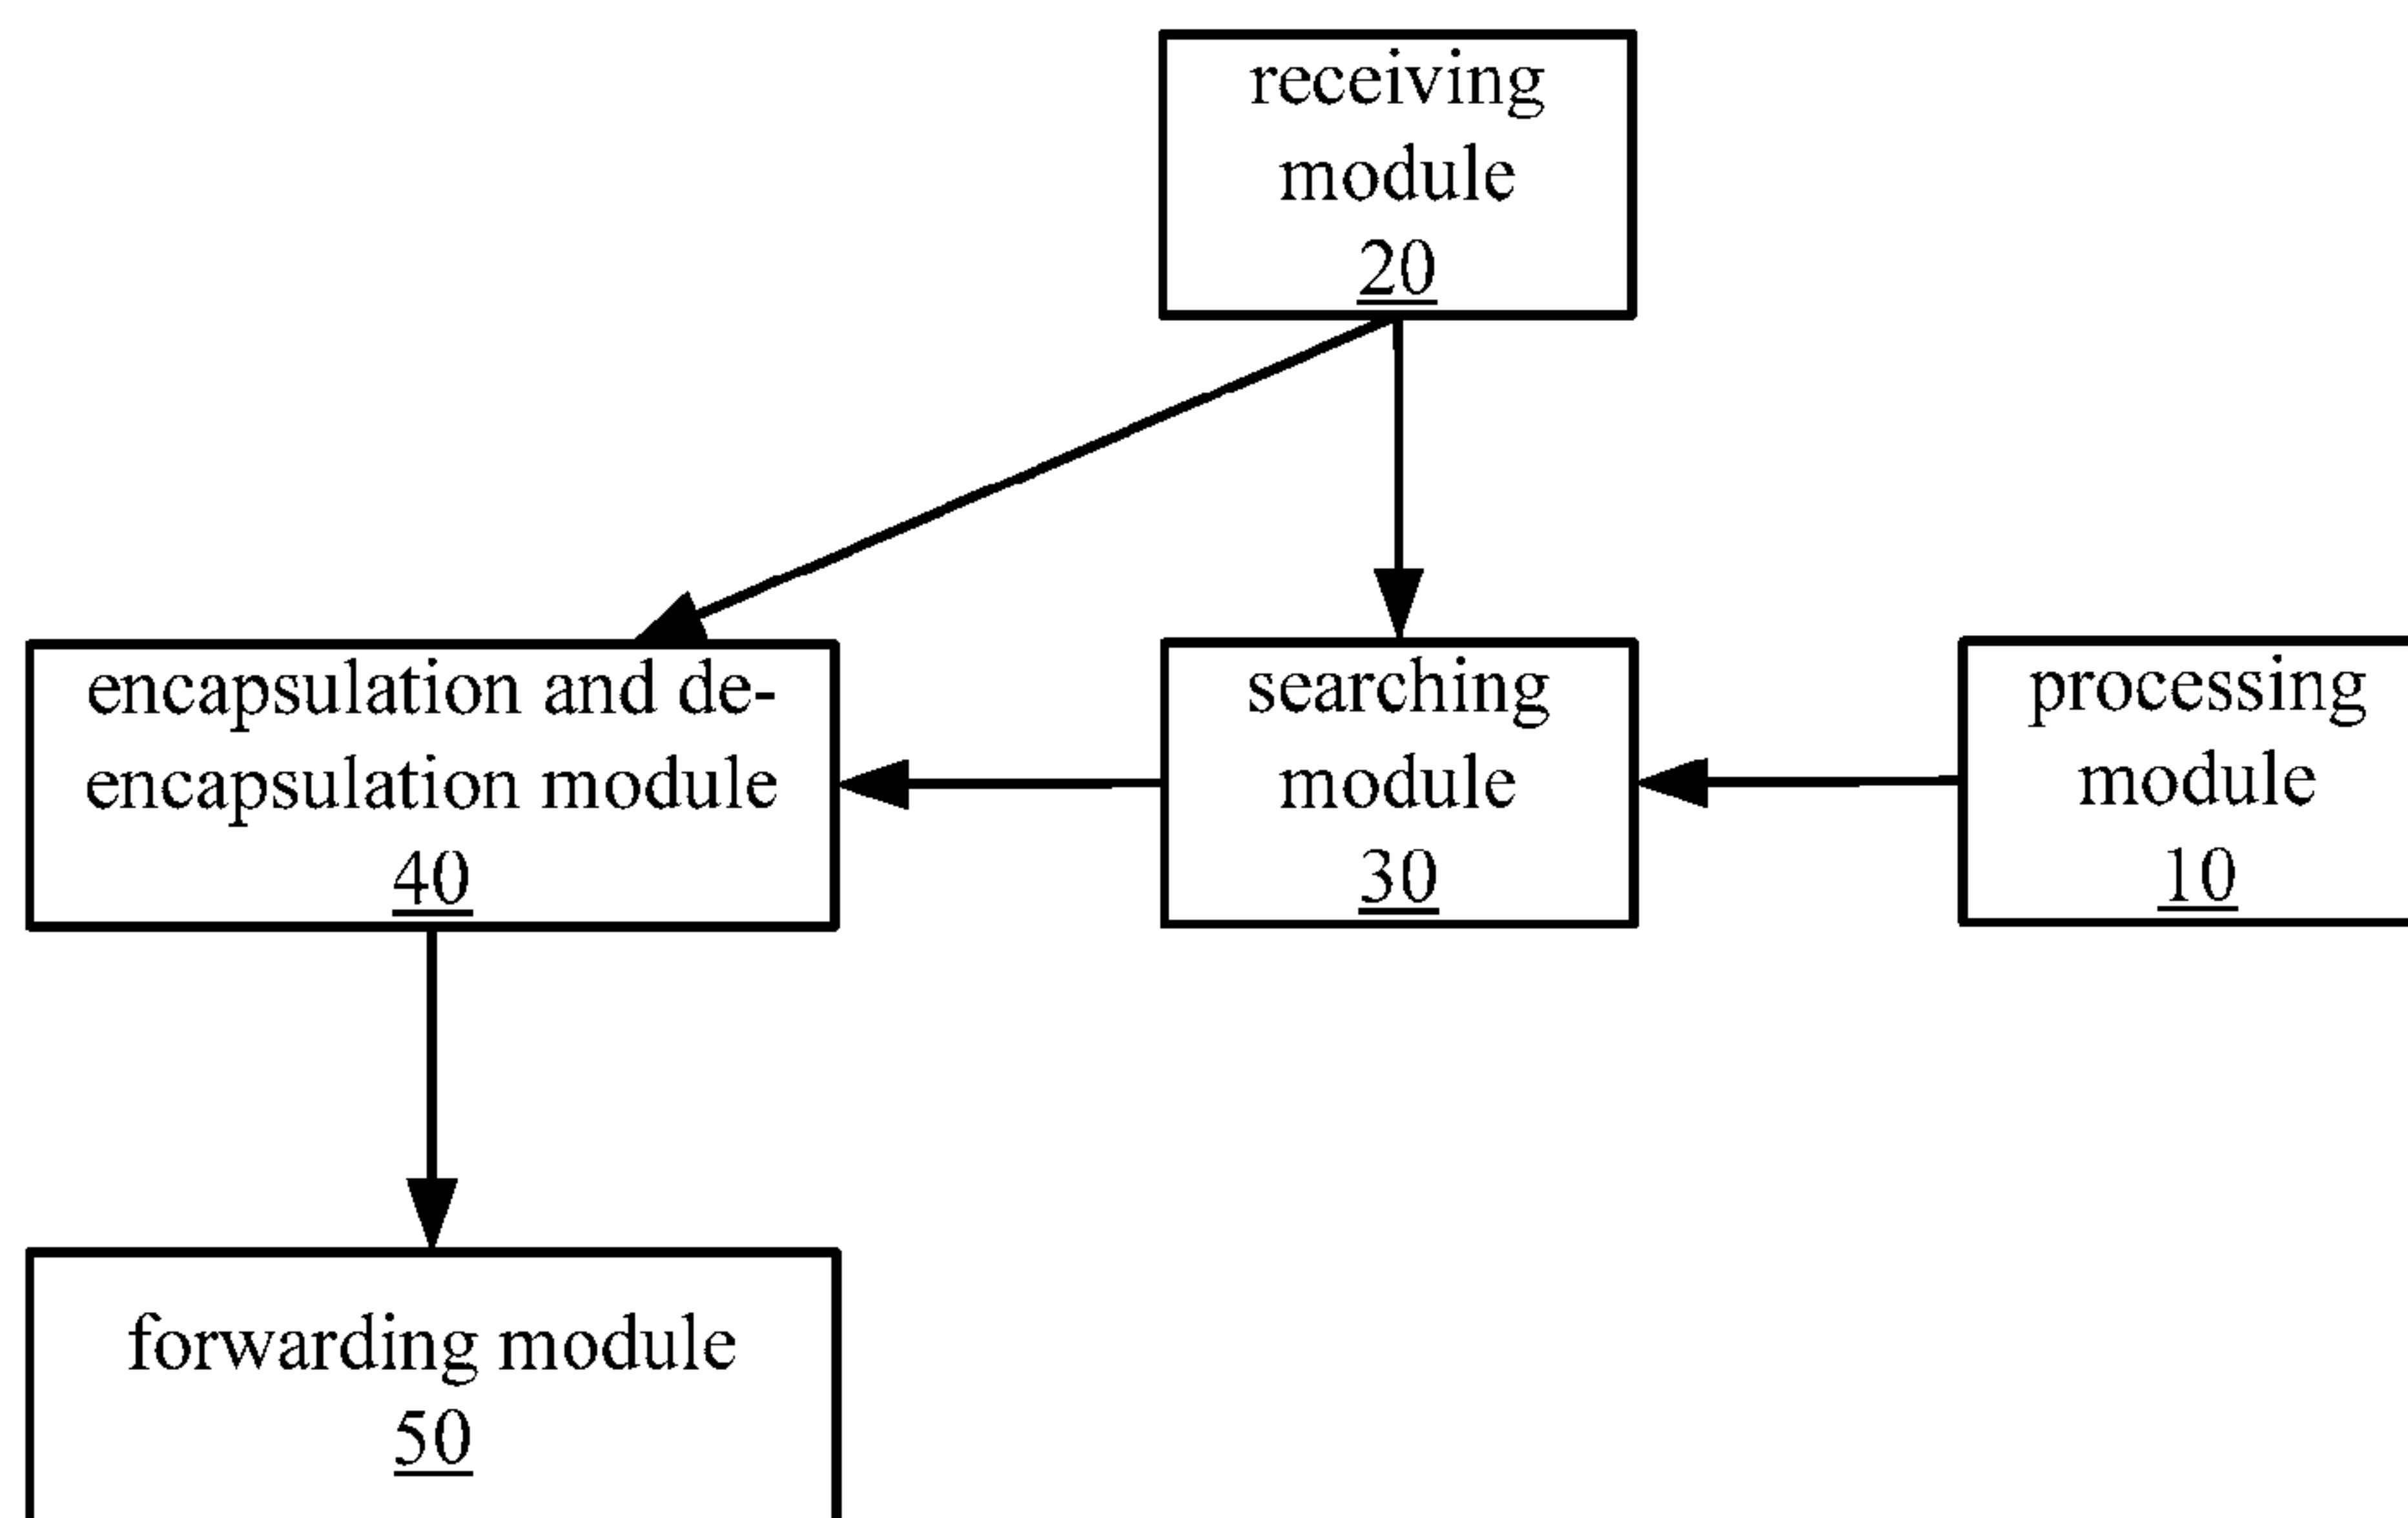 receiving
module
20
encapsulation and de-
encapsulation module
40
searching
module
30
processing
module
10
forwarding module
50